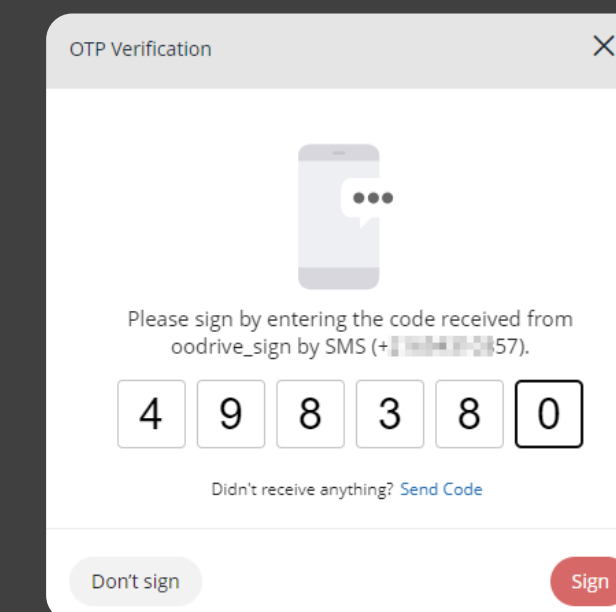 OTP Verification
Please sign by entering the code received from
oodrive_sign by SMS (+ 57).
4 9 8 3 8 0
Didn't receive anything? Send Code
Don't sign Sign